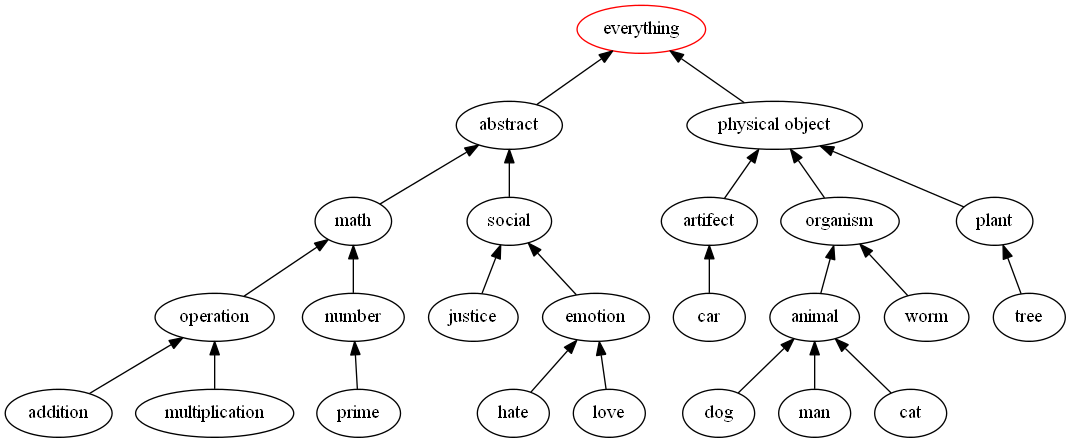 everything
abstract
physical object
math
social
artifect
organism
plant
operation
number
justice
emotion
car
animal
worm
tree
addition
multiplication
prime
hate
love
dog
man
cat